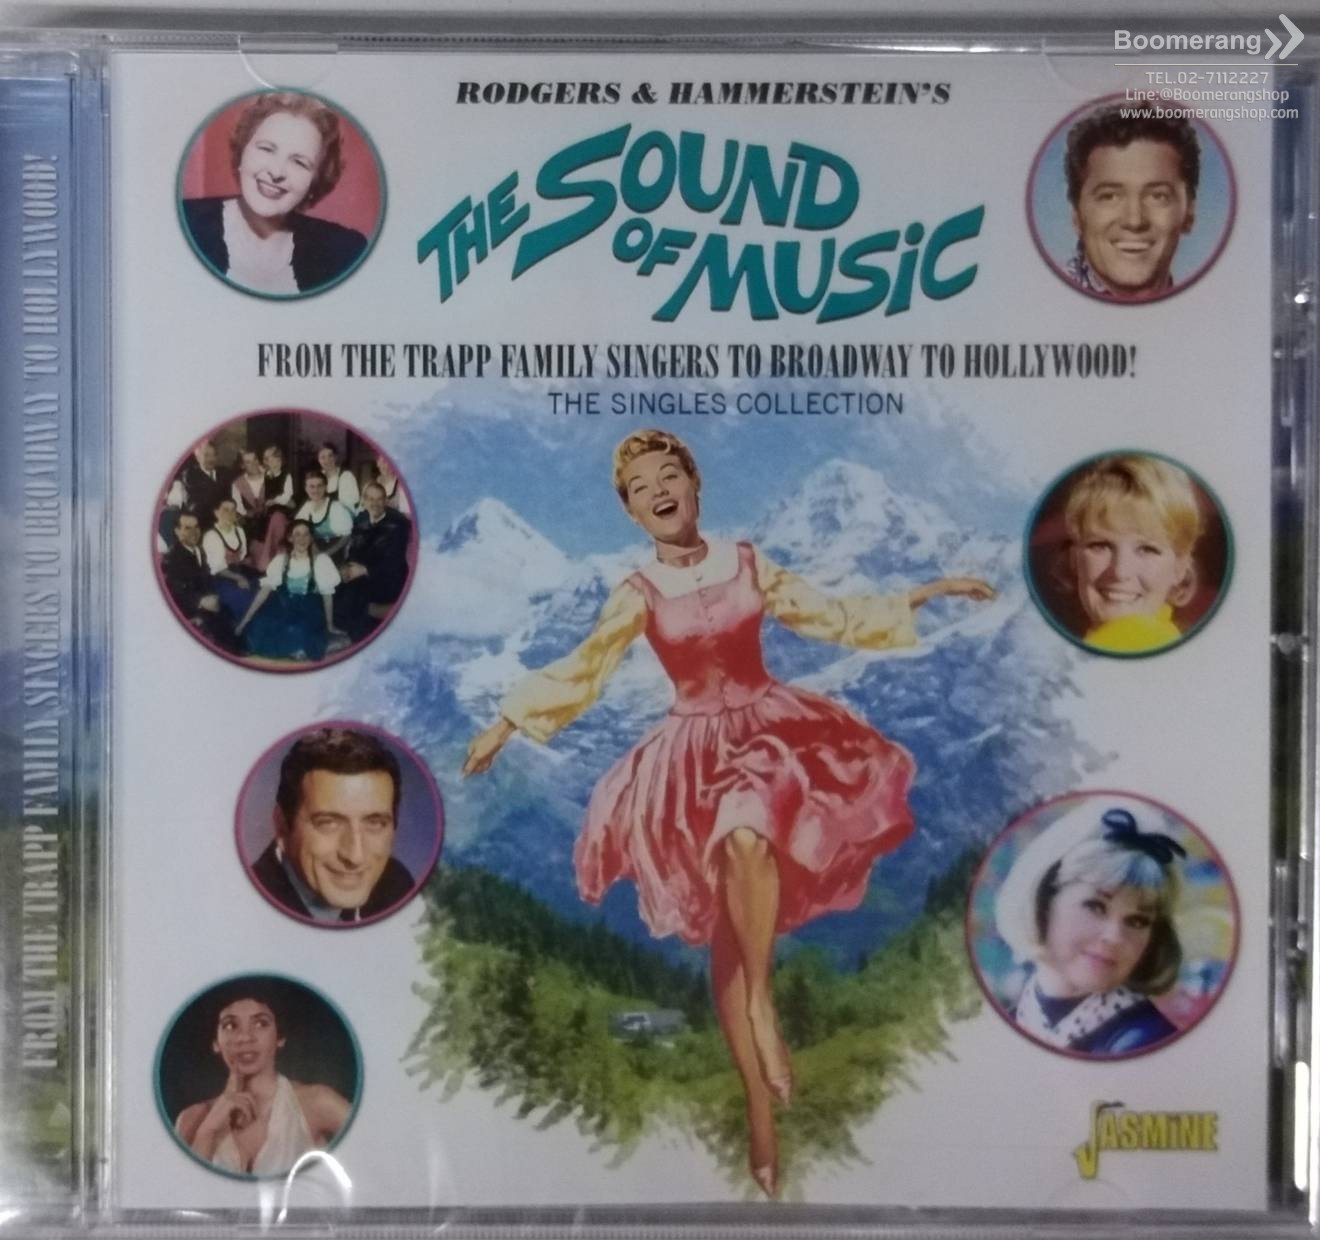 Boomerang
TEL.02-7112227
Line:@Boomerangshop
www.boomerangshop.com
RODGERS & HAMMERSTEIN'S
THE SOUND
OF MUSiC
FROM THE TRAPP FAMILY SINGERS TO BROADWAY TO HOLLYWOOD!
THE SINGLES COLLECTION
JASMiNE
FROM THE TRAPP FAMILY SINGERS TO BROADWAY TO HOLLYWOOD!